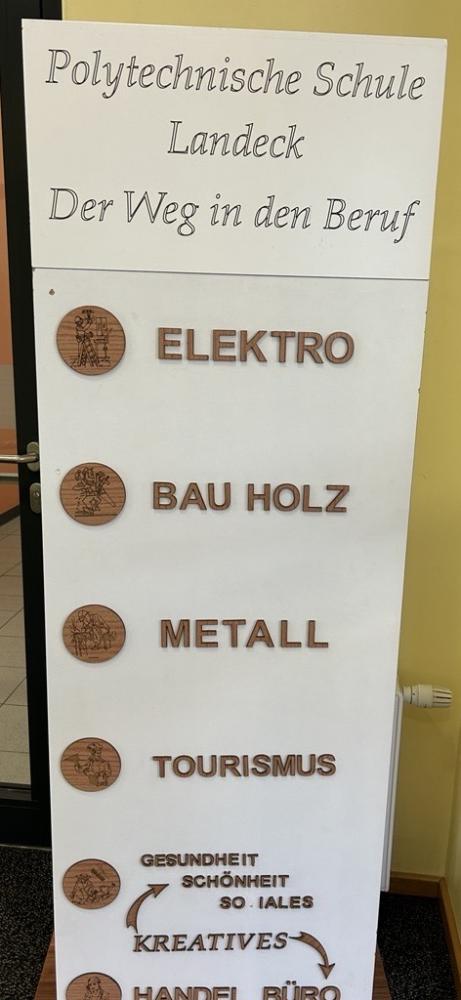 Polytechnische Schule
Landeck
Der Weg in den Beruf
ELEKTRO
BAU HOLZ
METALL
TOURISMUS
GESUNDHEIT
SCHÖNHEIT
SO IALES
KREATIVES
HANDEL BÜRO